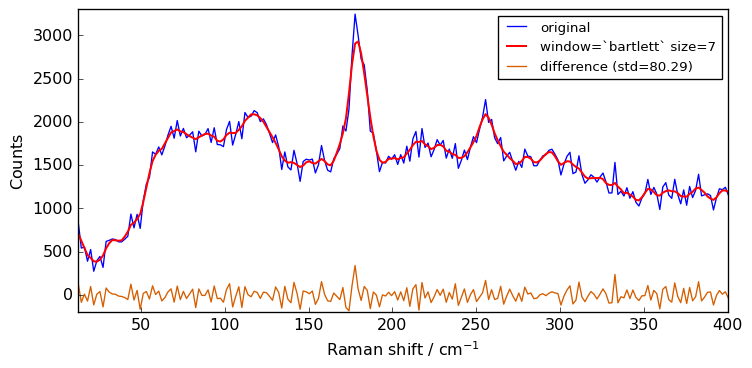 original
window=`bartlett` size=7
difference (std=80.29)
Counts
3000
2500
2000
1500
1000
500
0
50 100 150 200 250 300 350 400
Raman shift / cm⁻¹